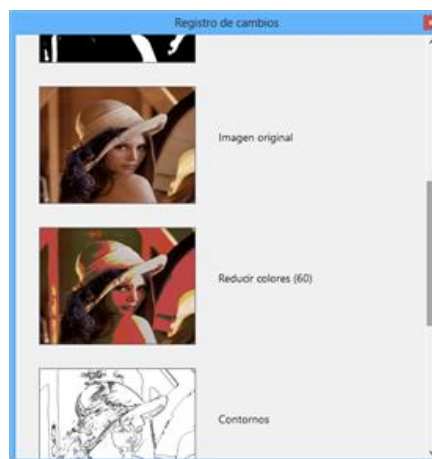 Registro de cambios
Imagen original
Reducir colores (60)
Contornos